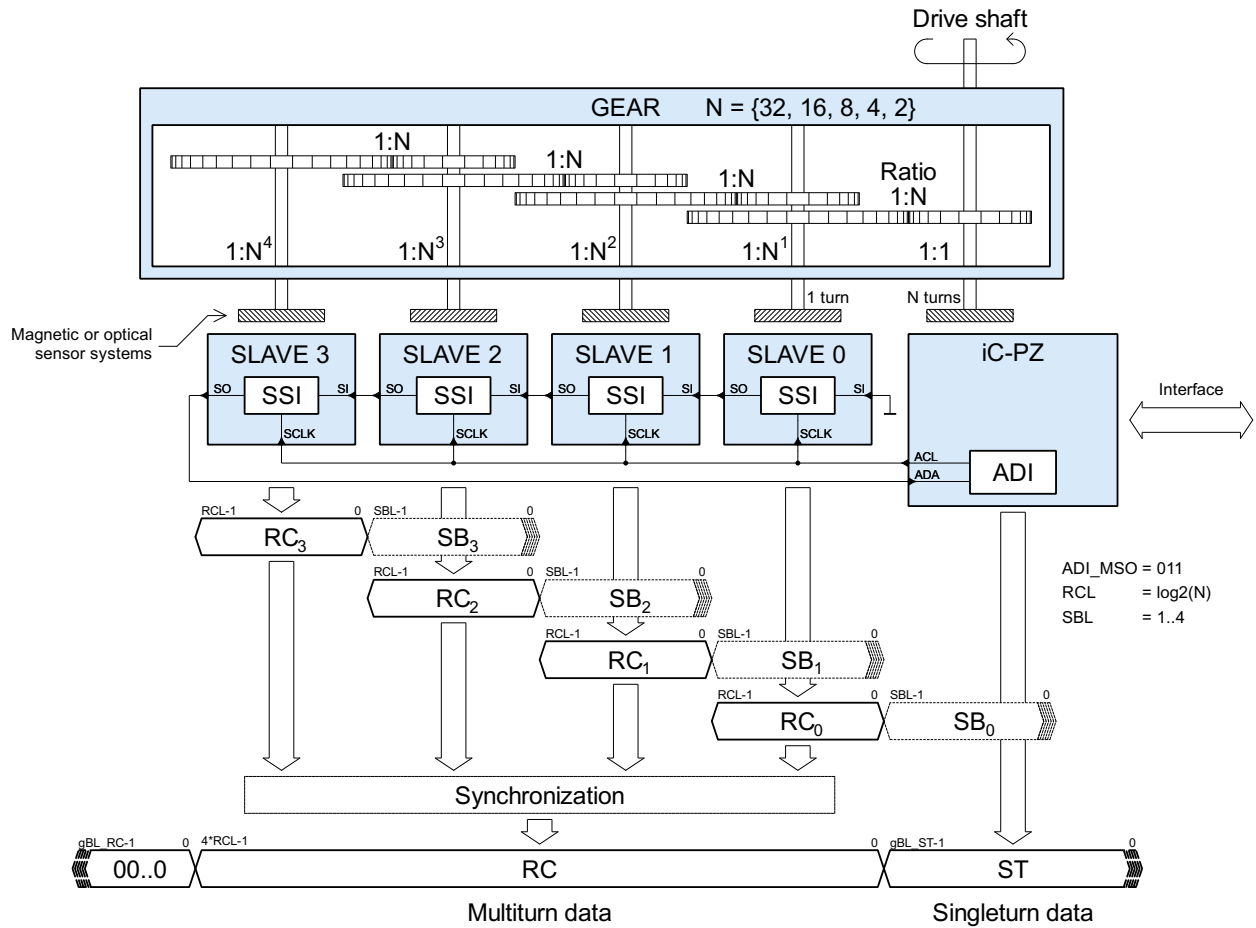 Drive shaft
GEAR N = {32, 16, 8, 4, 2}
1:N
1:N
1:N
Ratio
1:N
1:N⁴ 1:N³ 1:N² 1:N¹ 1:1
1 turn N turns
Magnetic or optical
sensor systems
SLAVE 3 SLAVE 2 SLAVE 1 SLAVE 0 iC-PZ
SO SSI SI SO SSI SI SO SSI SI SO SSI SI
Interface
SCLK SCLK SCLK SCLK
ACL
ADA
ADI
RCL-1 0 SBL-1 0
RC₃ SB₃
RCL-1 0 SBL-1 0
RC₂ SB₂
RCL-1 0 SBL-1 0
RC₁ SB₁
RCL-1 0 SBL-1 0
RC₀ SB₀
ADI_MSO = 011
RCL = log2(N)
SBL = 1..4
Synchronization
gBL_RC-1 0 4*RCL-1 0 gBL_ST-1 0
00..0 RC ST
Multiturn data Singleturn data